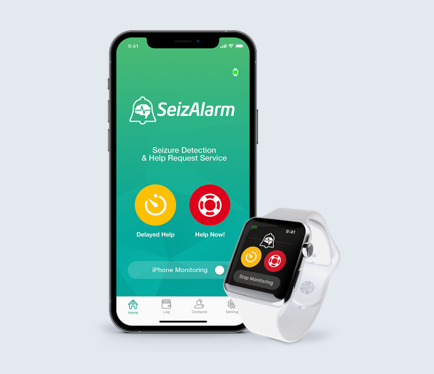 9:41
SeizAlarm
Seizure Detection
& Help Request Service
Delayed Help
Help Now!
iPhone Monitoring
Home
Log
Contacts
Settings
9:41
Stop Monitoring